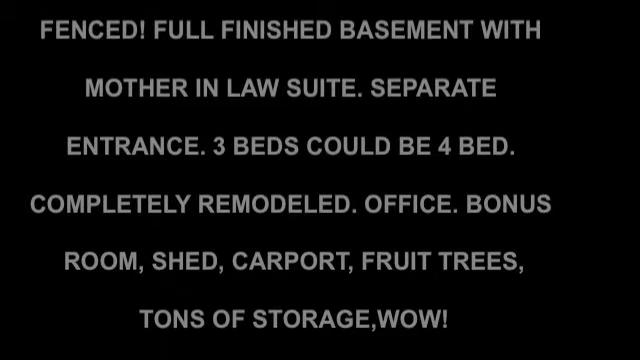 FENCED! FULL FINISHED BASEMENT WITH
MOTHER IN LAW SUITE. SEPARATE
ENTRANCE. 3 BEDS COULD BE 4 BED.
COMPLETELY REMODELED. OFFICE. BONUS
ROOM, SHED, CARPORT, FRUIT TREES,
TONS OF STORAGE,WOW!